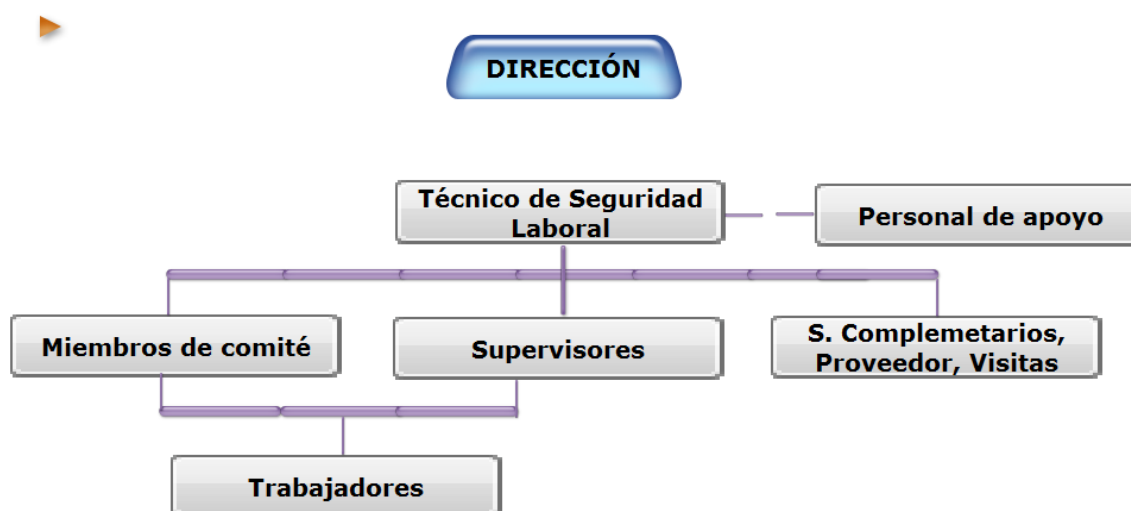 DIRECCIÓN
Técnico de Seguridad
Laboral
Personal de apoyo
Miembros de comité
Supervisores
S. Complemetarios,
Proveedor, Visitas
Trabajadores